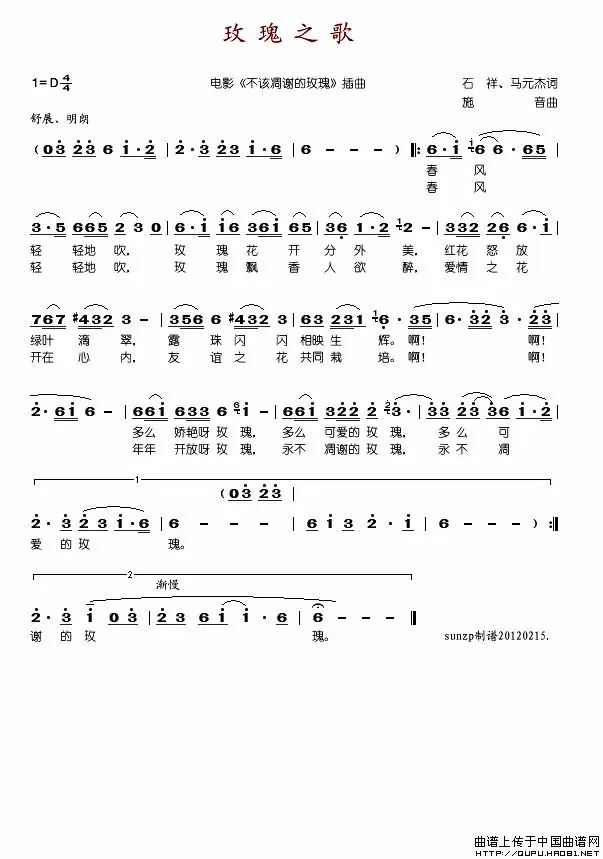 玫瑰之歌
1=D 4/4 电影《不该凋谢的玫瑰》插曲 石 祥、马元杰词
施 音曲
舒展、明朗
春 风
春 风
轻 轻地 吹, 玫 瑰 花 开 分 外 美, 红花 怒 放
轻 轻地 吹, 玫 瑰 飘 香 人 欲 醉, 爱情 之 花
绿叶 滴 翠, 露 珠 闪 闪 相映 生 辉。 啊! 啊!
开在 心 内, 友 谊 之 花 共同 栽 培。 啊! 啊!
多么 娇艳呀 玫 瑰, 多么 可爱的 玫 瑰, 多 么 可
年年 开放呀 玫 瑰, 永不 凋谢的 玫 瑰, 永 不 凋
1
爱 的 玫 瑰。
2 渐慢
谢 的 玫 瑰。 sunzp制谱20120215.
曲谱上传于中国曲谱网
HTTP://QUPU.HAO81.NET